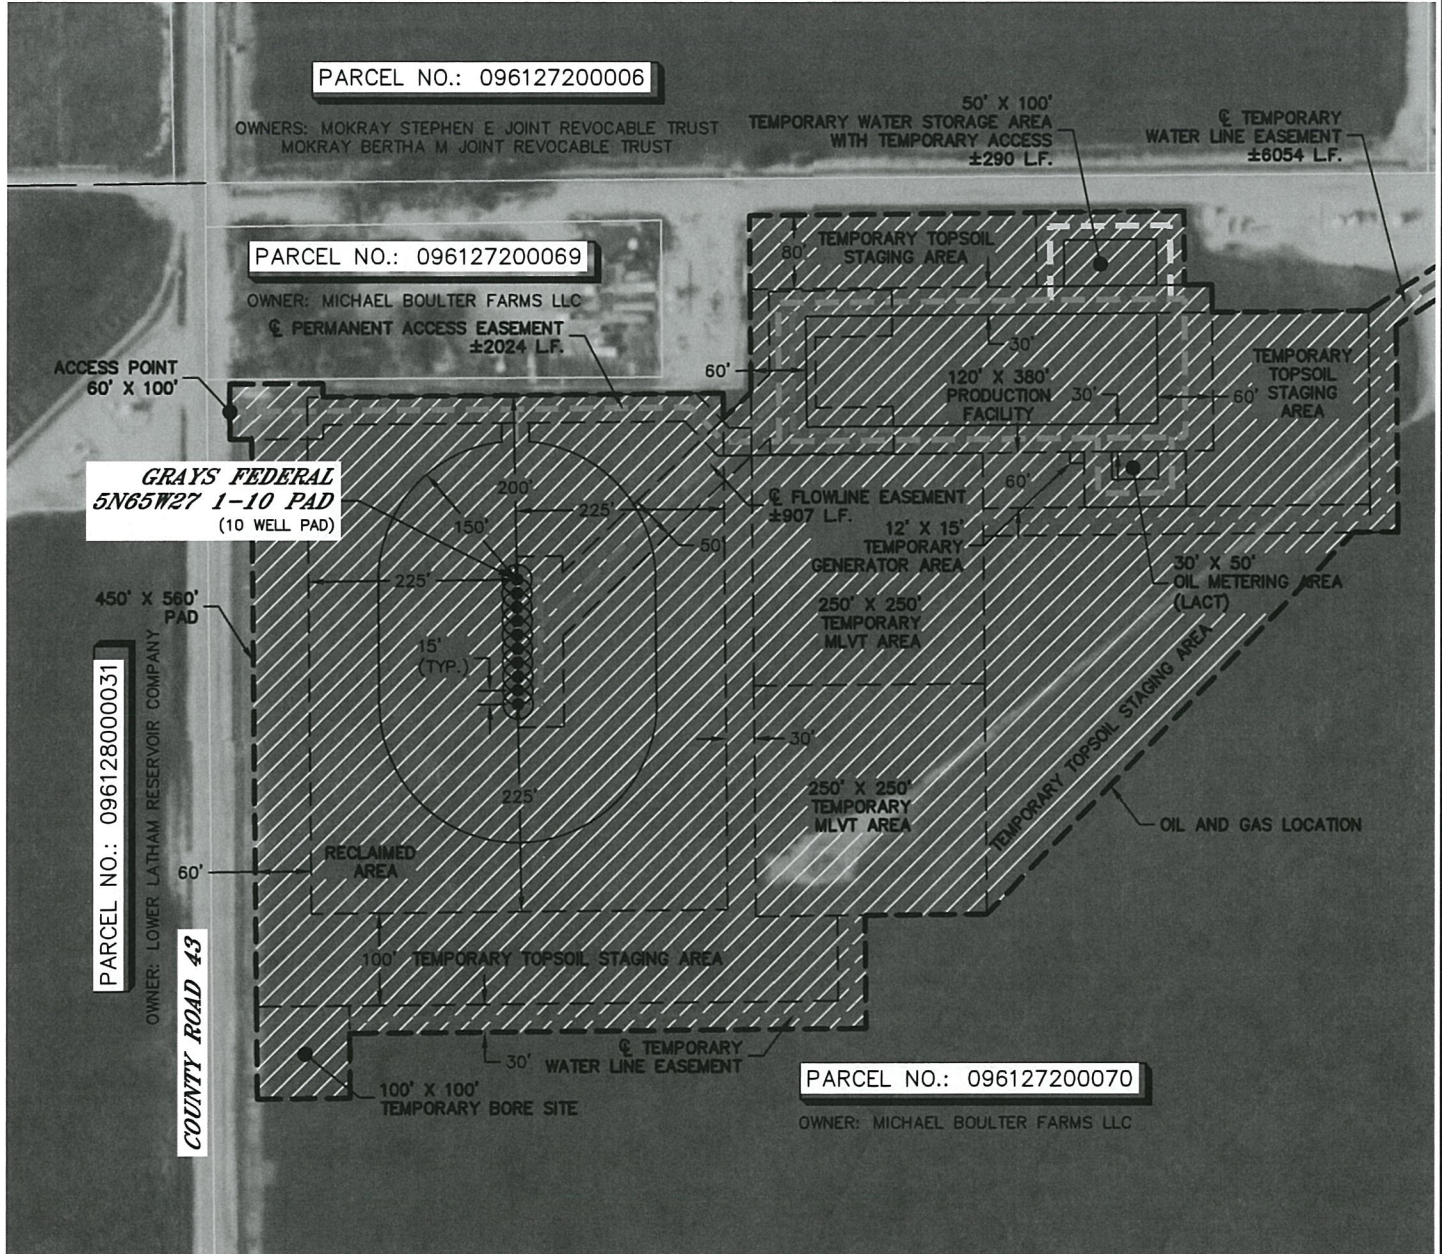 PARCEL NO.: 096127200006
OWNERS: MOKRAY STEPHEN E JOINT REVOCABLE TRUST
MOKRAY BERTHA M JOINT REVOCABLE TRUST
50' X 100'
TEMPORARY WATER STORAGE AREA
WITH TEMPORARY ACCESS
±290 L.F.
℄ TEMPORARY
WATER LINE EASEMENT
±6054 L.F.
PARCEL NO.: 096127200069
OWNER: MICHAEL BOULTER FARMS LLC
℄ PERMANENT ACCESS EASEMENT
±2024 L.F.
80'
TEMPORARY TOPSOIL
STAGING AREA
ACCESS POINT
60' X 100'
60'
30'
120' X 380'
PRODUCTION
FACILITY
30'
60'
TEMPORARY
TOPSOIL
STAGING
AREA
GRAYS FEDERAL
5N65W27 1-10 PAD
(10 WELL PAD)
200'
150'
225'
50'
℄ FLOWLINE EASEMENT
±907 L.F.
60'
12' X 15'
TEMPORARY
GENERATOR AREA
30' X 50'
OIL METERING AREA
(LACT)
225'
450' X 560'
PAD
250' X 250'
TEMPORARY
MLVT AREA
15'
(TYP.)
PARCEL NO.: 096128000031
OWNER: LOWER LATHAM RESERVOIR COMPANY
30'
225'
250' X 250'
TEMPORARY
MLVT AREA
TEMPORARY TOPSOIL STAGING AREA
OIL AND GAS LOCATION
RECLAIMED
AREA
60'
100'
TEMPORARY TOPSOIL STAGING AREA
COUNTY ROAD 43
30'
℄ TEMPORARY
WATER LINE EASEMENT
100' X 100'
TEMPORARY BORE SITE
PARCEL NO.: 096127200070
OWNER: MICHAEL BOULTER FARMS LLC